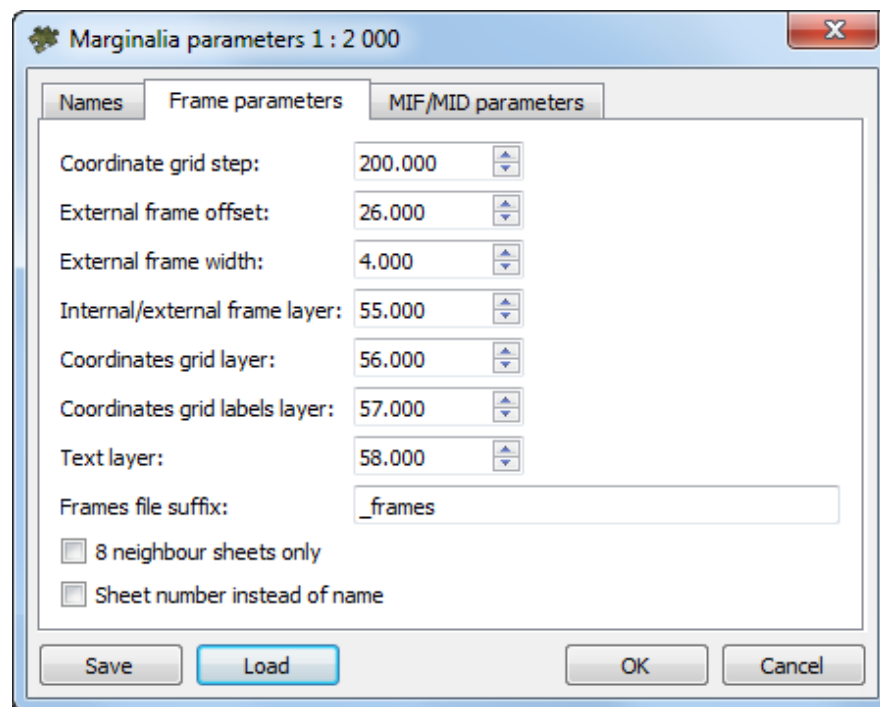 Marginalia parameters 1 : 2 000
Names Frame parameters MIF/MID parameters
Coordinate grid step: 200.000
External frame offset: 26.000
External frame width: 4.000
Internal/external frame layer: 55.000
Coordinates grid layer: 56.000
Coordinates grid labels layer: 57.000
Text layer: 58.000
Frames file suffix: _frames
8 neighbour sheets only
Sheet number instead of name
Save Load OK Cancel